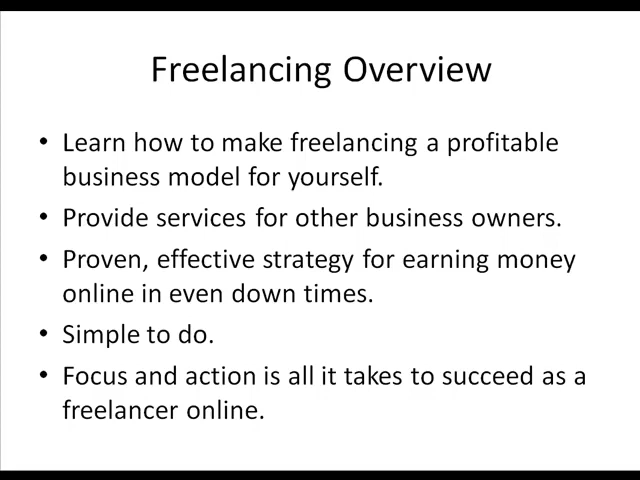 Freelancing Overview
• Learn how to make freelancing a profitable
business model for yourself.
• Provide services for other business owners.
• Proven, effective strategy for earning money
online in even down times.
• Simple to do.
• Focus and action is all it takes to succeed as a
freelancer online.